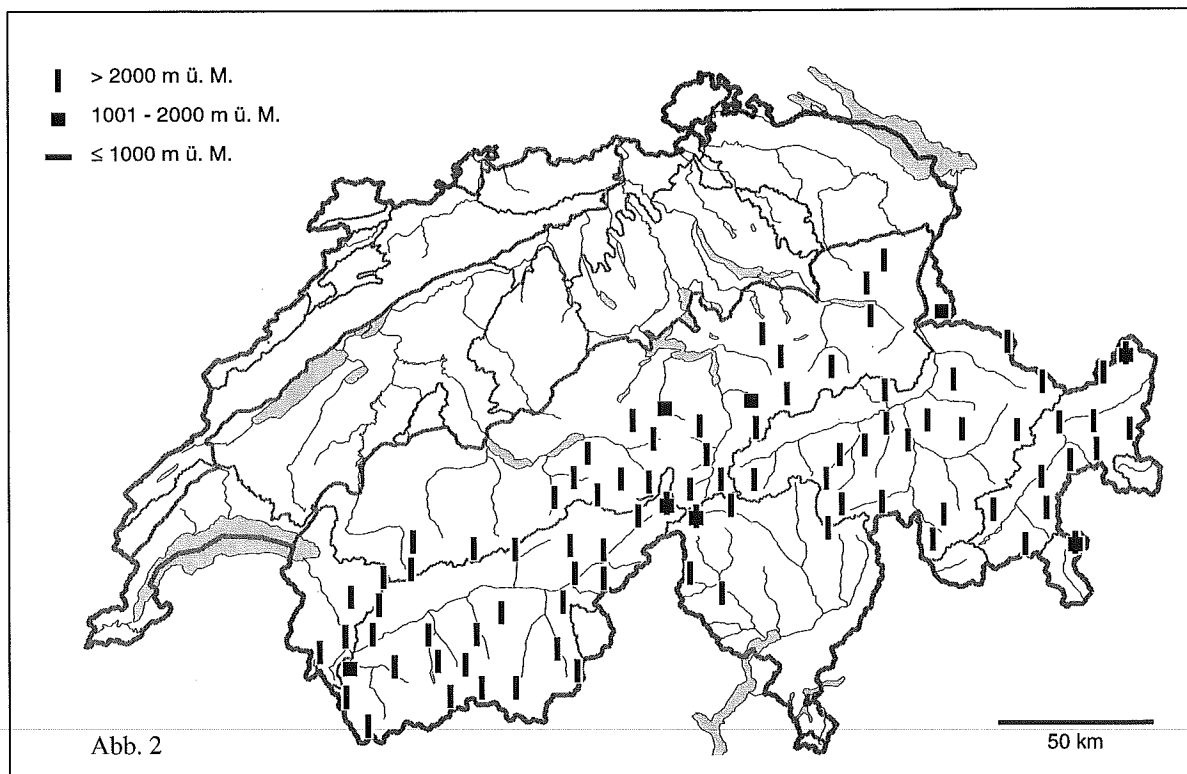 > 2000 m ü. M.
1001 - 2000 m ü. M.
≤ 1000 m ü. M.
Abb. 2
50 km